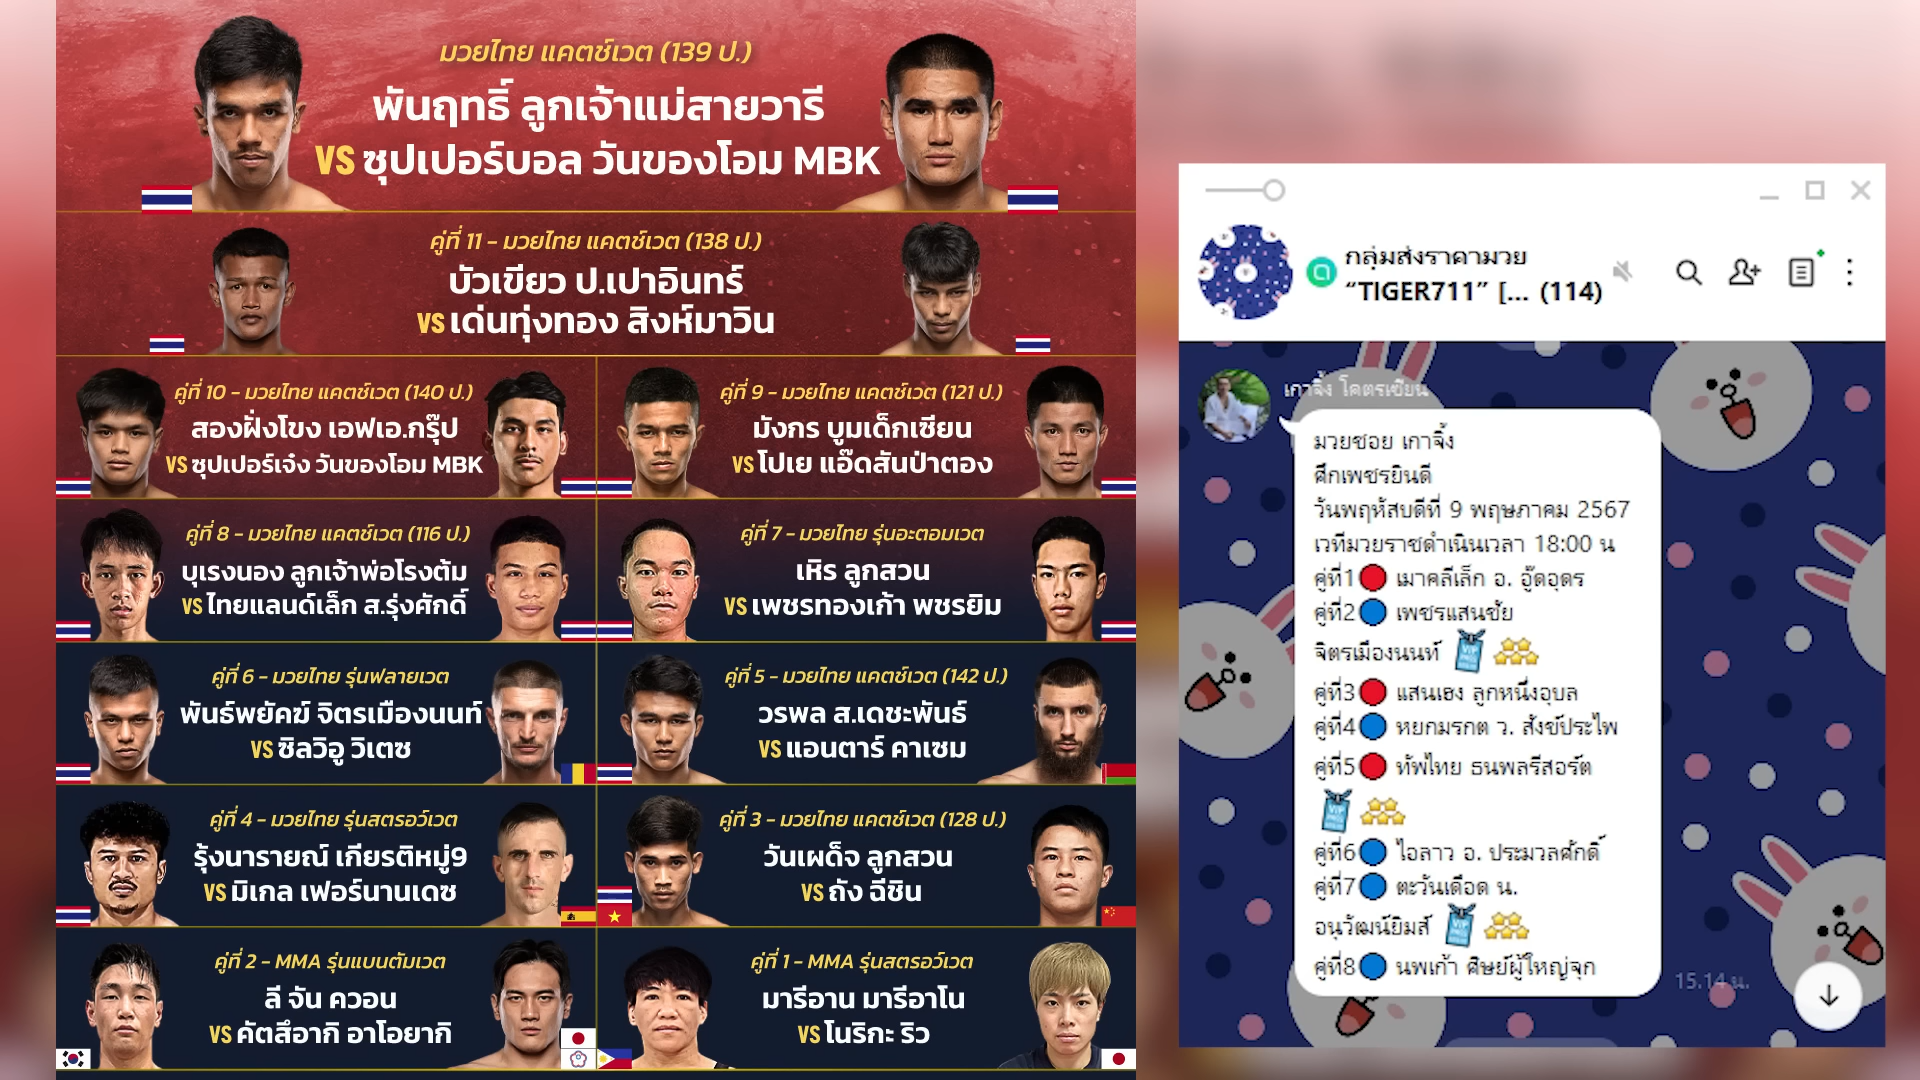 มวยไทย แคตช์เวต (139 ป.)
พันฤทธิ์ ลูกเจ้าแม่สายวารี
VS ซุปเปอร์บอล วันของโอม MBK
คู่ที่ 11 - มวยไทย แคตช์เวต (138 ป.)
บัวเขียว ป.เปาอินทร์
VS เด่นทุ่งทอง สิงห์มาวิน
คู่ที่ 10 - มวยไทย แคตช์เวต (140 ป.)
สองฝั่งโขง เอฟเอ.กรุ๊ป
VS ซุปเปอร์เจ๋ง วันของโอม MBK
คู่ที่ 9 - มวยไทย แคตช์เวต (121 ป.)
มังกร บูมเด็กเซียน
VS โปเย แอ๊ดสันป่าตอง
คู่ที่ 8 - มวยไทย แคตช์เวต (116 ป.)
บุเรงนอง ลูกเจ้าพ่อโรงต้ม
VS ไทยแลนด์เล็ก ส.รุ่งศักดิ์
คู่ที่ 7 - มวยไทย รุ่นอะตอมเวต
เหิร ลูกสวน
VS เพชรทองเก้า พชรยิม
คู่ที่ 6 - มวยไทย รุ่นฟลายเวต
พันธ์พยัคฆ์ จิตรเมืองนนท์
VS ซิลวิอู วิเตซ
คู่ที่ 5 - มวยไทย แคตช์เวต (142 ป.)
วรพล ส.เดชะพันธ์
VS แอนตาร์ คาเซม
คู่ที่ 4 - มวยไทย รุ่นสตรอว์เวต
รุ้งนารายณ์ เกียรติหมู่9
VS มิเกล เฟอร์นานเดซ
คู่ที่ 3 - มวยไทย แคตช์เวต (128 ป.)
วันเผด็จ ลูกสวน
VS ถัง ฉีชิน
คู่ที่ 2 - MMA รุ่นแบนตัมเวต
ลี จัน ควอน
VS คัตสึอากิ อาโอยากิ
คู่ที่ 1 - MMA รุ่นสตรอว์เวต
มารีอาน มารีอาโน
VS โนริกะ ริว
กลุ่มส่งราคามวย
“TIGER711” [... (114)
เกาจิ้ง โคตรเซียน
มวยซอย เกาจิ้ง
ศึกเพชรยินดี
วันพฤหัสบดีที่ 9 พฤษภาคม 2567
เวทีมวยราชดำเนินเวลา 18:00 น
คู่ที่1🔴 เมาคลีเล็ก อ. อู๊ดอุดร
คู่ที่2🔵 เพชรแสนชัย
จิตรเมืองนนท์
คู่ที่3🔴 แสนเฮง ลูกหนึ่งอุบล
คู่ที่4🔵 หยกมรกต ว. สังข์ประไพ
คู่ที่5🔴 ทัพไทย ธนพลรีสอร์ต
คู่ที่6🔵 ไอลาว อ. ประมวลศักดิ์
คู่ที่7🔵 ตะวันเดือด น.
อนุวัฒน์ยิมส์
คู่ที่8🔵 นพเก้า ศิษย์ผู้ใหญ่จุก
15.14 น.